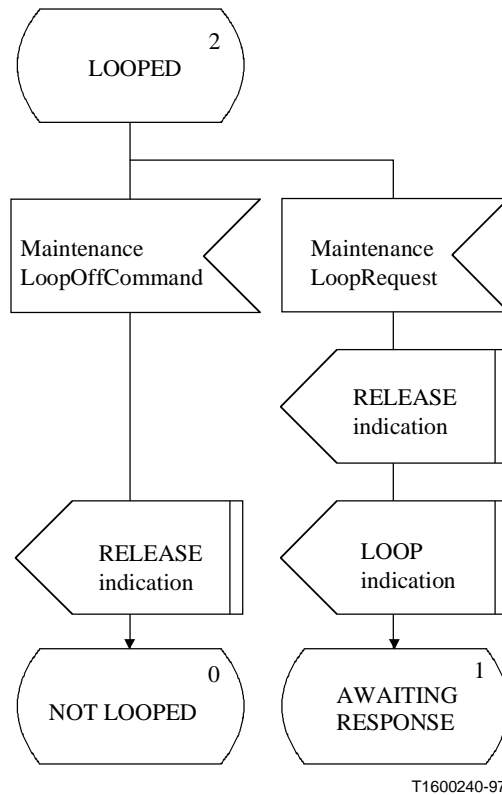 2
LOOPED
Maintenance
LoopOffCommand
Maintenance
LoopRequest
RELEASE
indication
RELEASE
indication
LOOP
indication
0
NOT LOOPED
1
AWAITING
RESPONSE
T1600240-97